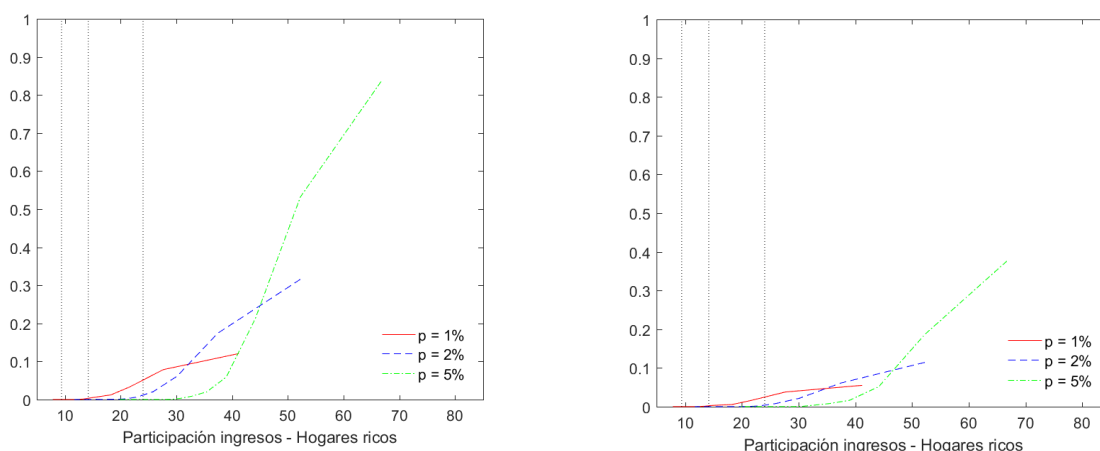 1
0.9
0.8
0.7
0.6
0.5
0.4
0.3
0.2
0.1
0
p = 1%
p = 2%
p = 5%
10 20 30 40 50 60 70 80
Participación ingresos - Hogares ricos
1
0.9
0.8
0.7
0.6
0.5
0.4
0.3
0.2
0.1
0
p = 1%
p = 2%
p = 5%
10 20 30 40 50 60 70 80
Participación ingresos - Hogares ricos